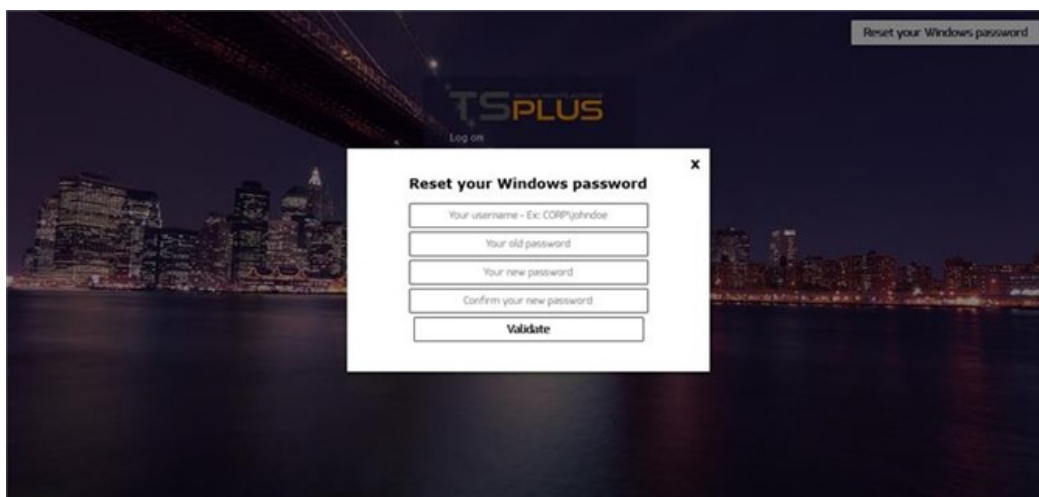 Reset your Windows password
TSPLUS
Log on
x
Reset your Windows password
Your username - Ex: CORP\johndoe
Your old password
Your new password
Confirm your new password
Validate